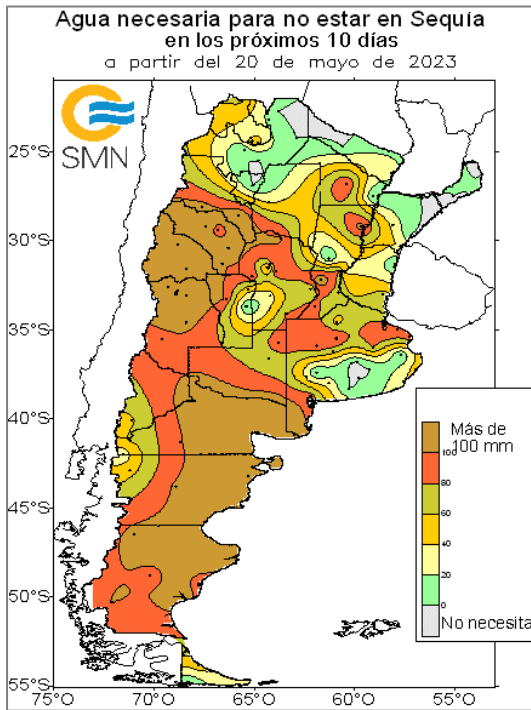 Agua necesaria para no estar en Sequía
en los próximos 10 días
a partir del 20 de mayo de 2023
SMN
25°S
30°S
35°S
40°S
45°S
50°S
55°S
75°O 70°O 65°O 60°O 55°O
Más de
100 mm
100
80
60
40
20
0
No necesita